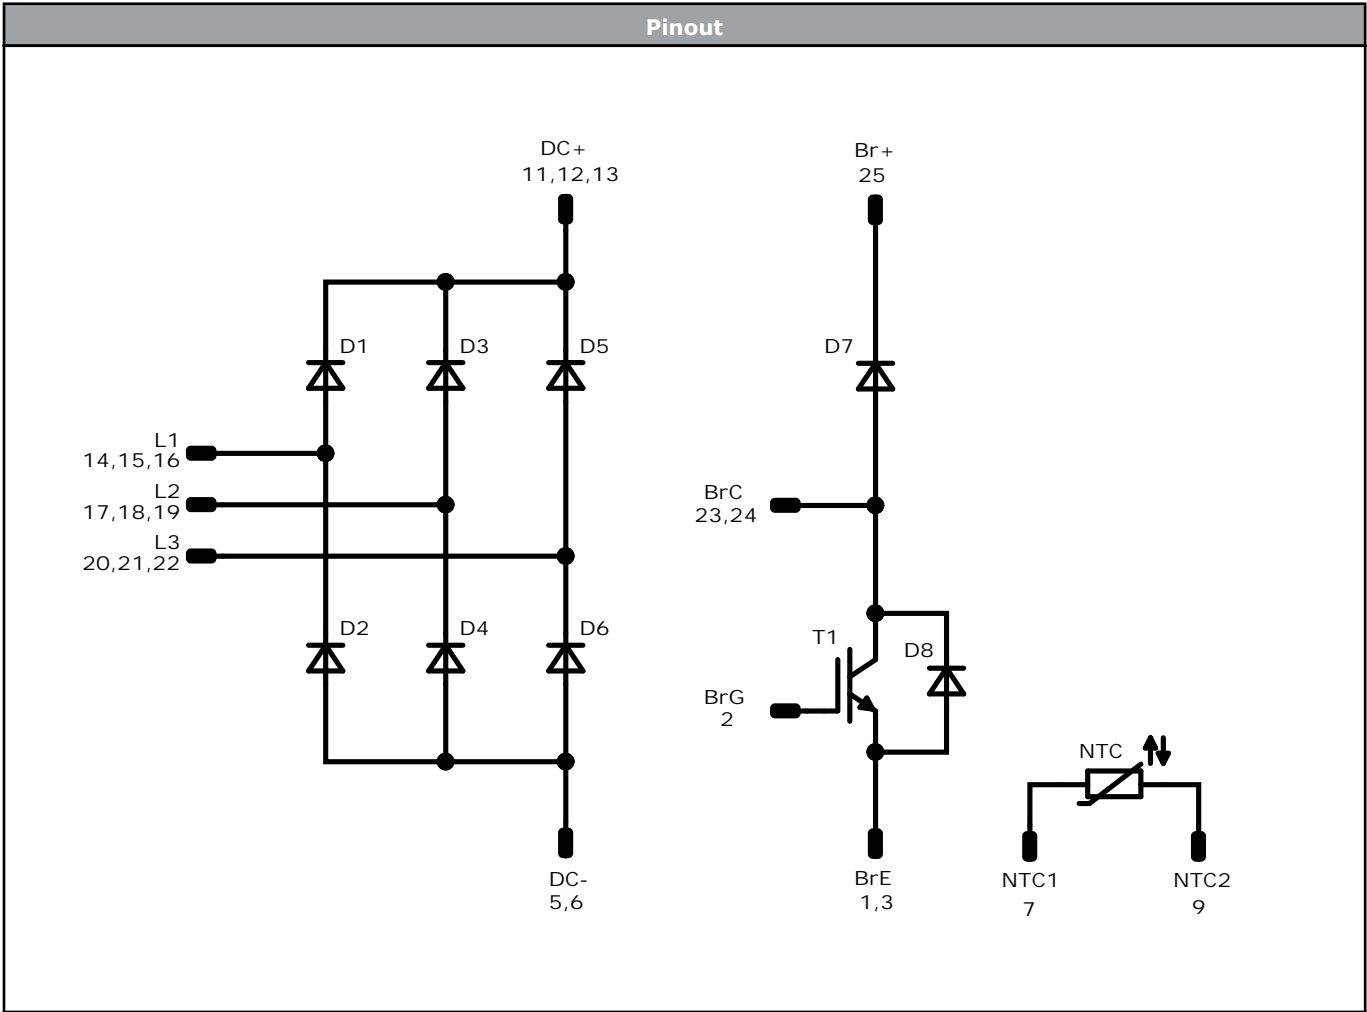 Pinout
DC+
11,12,13
Br+
25
D1
D3
D5
D7
L1
14,15,16
L2
17,18,19
L3
20,21,22
BrC
23,24
D2
D4
D6
T1
D8
BrG
2
NTC
DC-
5,6
BrE
1,3
NTC1
7
NTC2
9